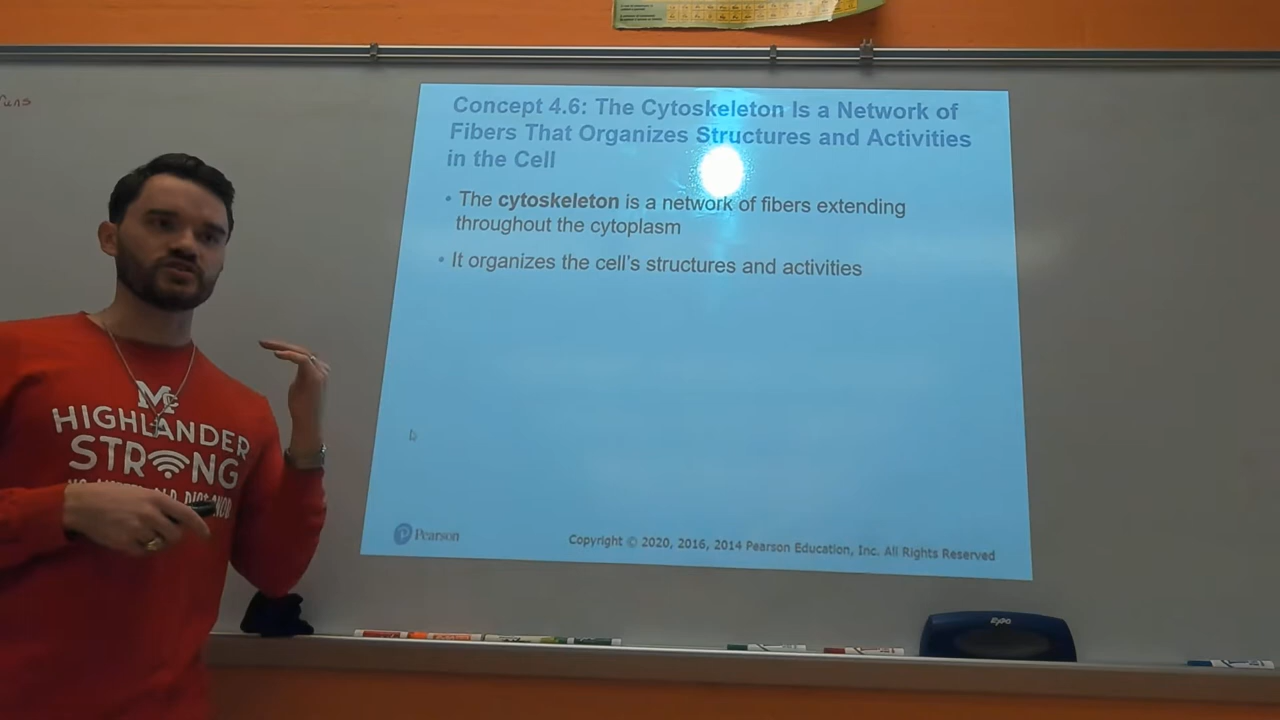 Concept 4.6: The Cytoskeleton Is a Network of
Fibers That Organizes Structures and Activities
in the Cell
• The cytoskeleton is a network of fibers extending
throughout the cytoplasm
• It organizes the cell's structures and activities
Pearson
Copyright © 2020, 2016, 2014 Pearson Education, Inc. All Rights Reserved
HIGHLANDER
STRONG
EXPO